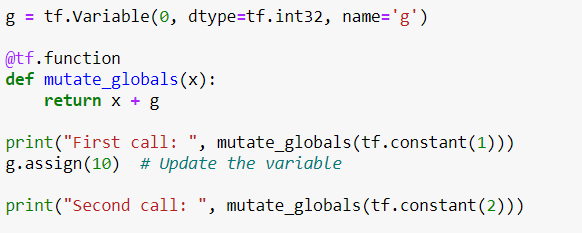 g = tf.Variable(0, dtype=tf.int32, name='g')
@tf.function
def mutate_globals(x):
    return x + g
print("First call: ", mutate_globals(tf.constant(1)))
g.assign(10)  # Update the variable
print("Second call: ", mutate_globals(tf.constant(2)))